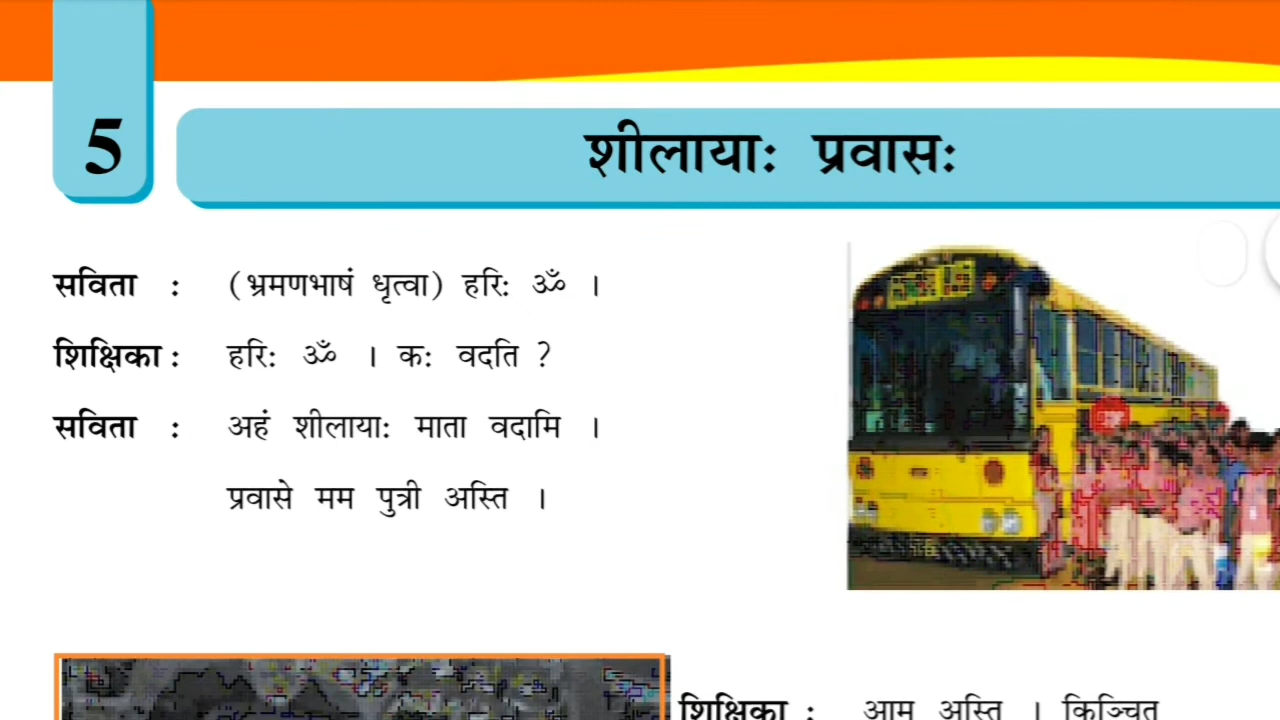 5
शीलायाः प्रवासः
सविता : (भ्रमणभाषं धृत्वा) हरिः ॐ ।
शिक्षिका : हरिः ॐ । कः वदति ?
सविता : अहं शीलायाः माता वदामि ।
प्रवासे मम पुत्री अस्ति ।
शिक्षिका : आम् अस्ति । किञ्चित्